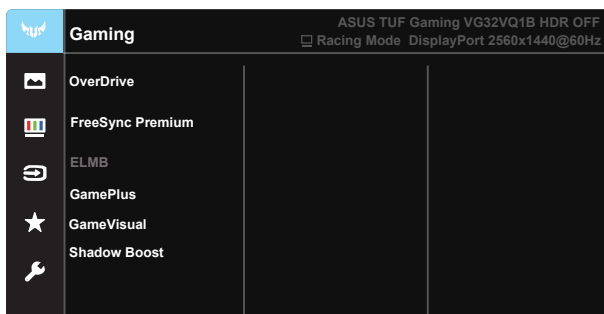 ASUS TUF Gaming VG32VQ1B HDR OFF
Gaming
Racing Mode DisplayPort 2560x1440@60Hz
OverDrive
FreeSync Premium
ELMB
GamePlus
GameVisual
Shadow Boost